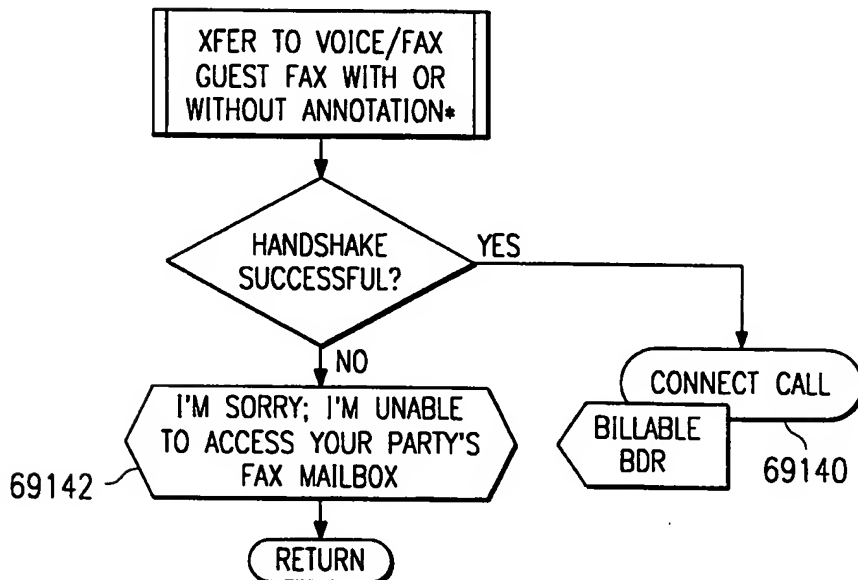 XFER TO VOICE/FAX
GUEST FAX WITH OR
WITHOUT ANNOTATION*
HANDSHAKE
SUCCESSFUL?
YES
NO
CONNECT CALL
BILLABLE
BDR
69140
I'M SORRY; I'M UNABLE
TO ACCESS YOUR PARTY'S
FAX MAILBOX
69142
RETURN